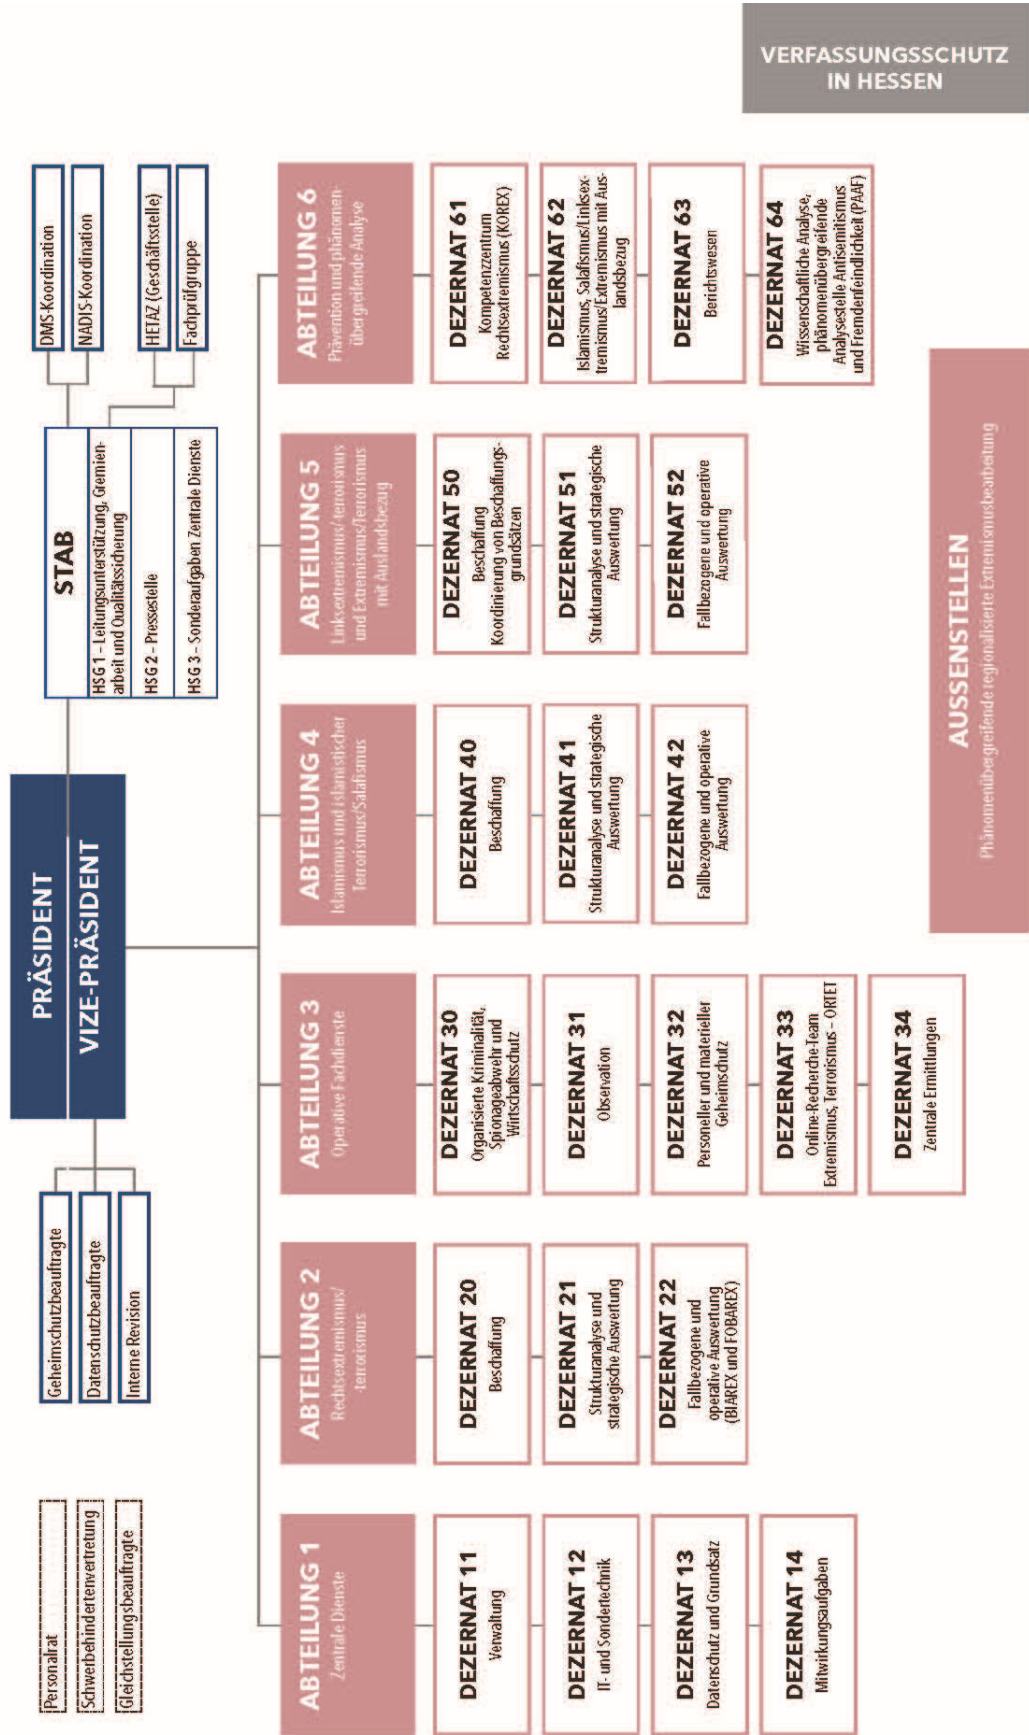 VERFASSUNGSSCHUTZ
IN HESSEN
PRÄSIDENT
VIZE-PRÄSIDENT
Personalrat
Schwerbehindertenvertretung
Gleichstellungsbeauftragte
Geheimschutzbeauftragte
Datenschutzbeauftragte
Interne Revision
STAB
HSG 1 – Leitungsunterstützung, Gremien-
arbeit und Qualitätssicherung
HSG 2 – Pressestelle
HSG 3 – Sonderaufgaben Zentrale Dienste
DMS-Koordination
NADIS-Koordination
HETAZ (Geschäftsstelle)
Fachprüfgruppe
ABTEILUNG 1
Zentrale Dienste
DEZERNAT 11
Verwaltung
DEZERNAT 12
IT- und Sondertechnik
DEZERNAT 13
Datenschutz und Grundsatz
DEZERNAT 14
Mitwirkungsaufgaben
ABTEILUNG 2
Rechtsextremismus/
-terrorismus
DEZERNAT 20
Beschaffung
DEZERNAT 21
Strukturanalyse und
strategische Auswertung
DEZERNAT 22
Fallbezogene und
operative Auswertung
(BIAREX und FOBAREX)
ABTEILUNG 3
Operative Fachdienste
DEZERNAT 30
Organisierte Kriminalität,
Spionageabwehr und
Wirtschaftsschutz
DEZERNAT 31
Observation
DEZERNAT 32
Personeller und materieller
Geheimschutz
DEZERNAT 33
Online-Recherche-Team
Extremismus, Terrorismus – ORTET
DEZERNAT 34
Zentrale Ermittlungen
ABTEILUNG 4
Islamismus und islamistischer
Terrorismus/Salafismus
DEZERNAT 40
Beschaffung
DEZERNAT 41
Strukturanalyse und strategische
Auswertung
DEZERNAT 42
Fallbezogene und operative
Auswertung
ABTEILUNG 5
Linksextremismus/-terrorismus
und Extremismus/Terrorismus
mit Auslandsbezug
DEZERNAT 50
Beschaffung
Koordinierung von Beschaffungs-
grundsätzen
DEZERNAT 51
Strukturanalyse und strategische
Auswertung
DEZERNAT 52
Fallbezogene und operative
Auswertung
ABTEILUNG 6
Prävention und phänomen-
übergreifende Analyse
DEZERNAT 61
Kompetenzzentrum
Rechtsextremismus (KOREX)
DEZERNAT 62
Islamismus, Salafismus/Linksex-
tremismus/Extremismus mit Aus-
landsbezug
DEZERNAT 63
Berichtswesen
DEZERNAT 64
Wissenschaftliche Analyse,
phänomenübergreifende
Analysestelle Antisemitismus
und Fremdenfeindlichkeit (PAAF)
AUSSENSTELLEN
Phänomenübergreifende regionalisierte Extremismusbearbeitung